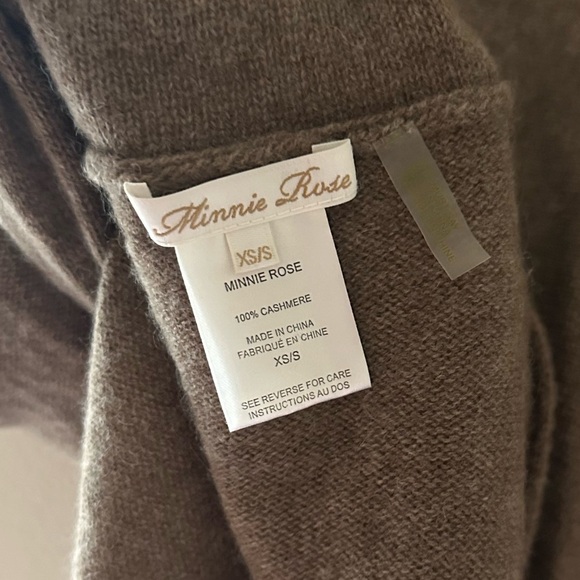 Minnie Rose
XS/S
MINNIE ROSE
100% CASHMERE
MADE IN CHINA
FABRIQUÉ EN CHINE
XS/S
SEE REVERSE FOR CARE
INSTRUCTIONS AU DOS